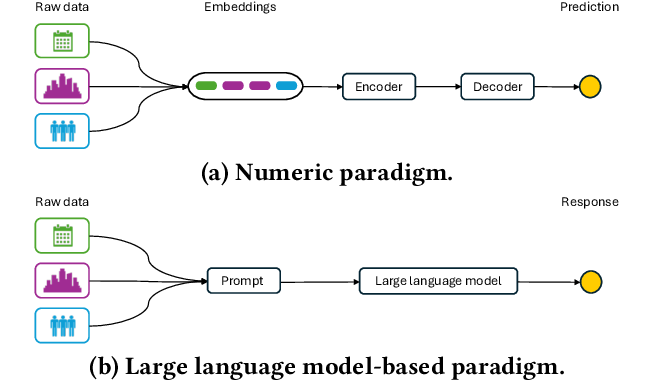 Raw data Embeddings Prediction
Encoder Decoder
(a) Numeric paradigm.
Raw data Response
Prompt Large language model
(b) Large language model-based paradigm.